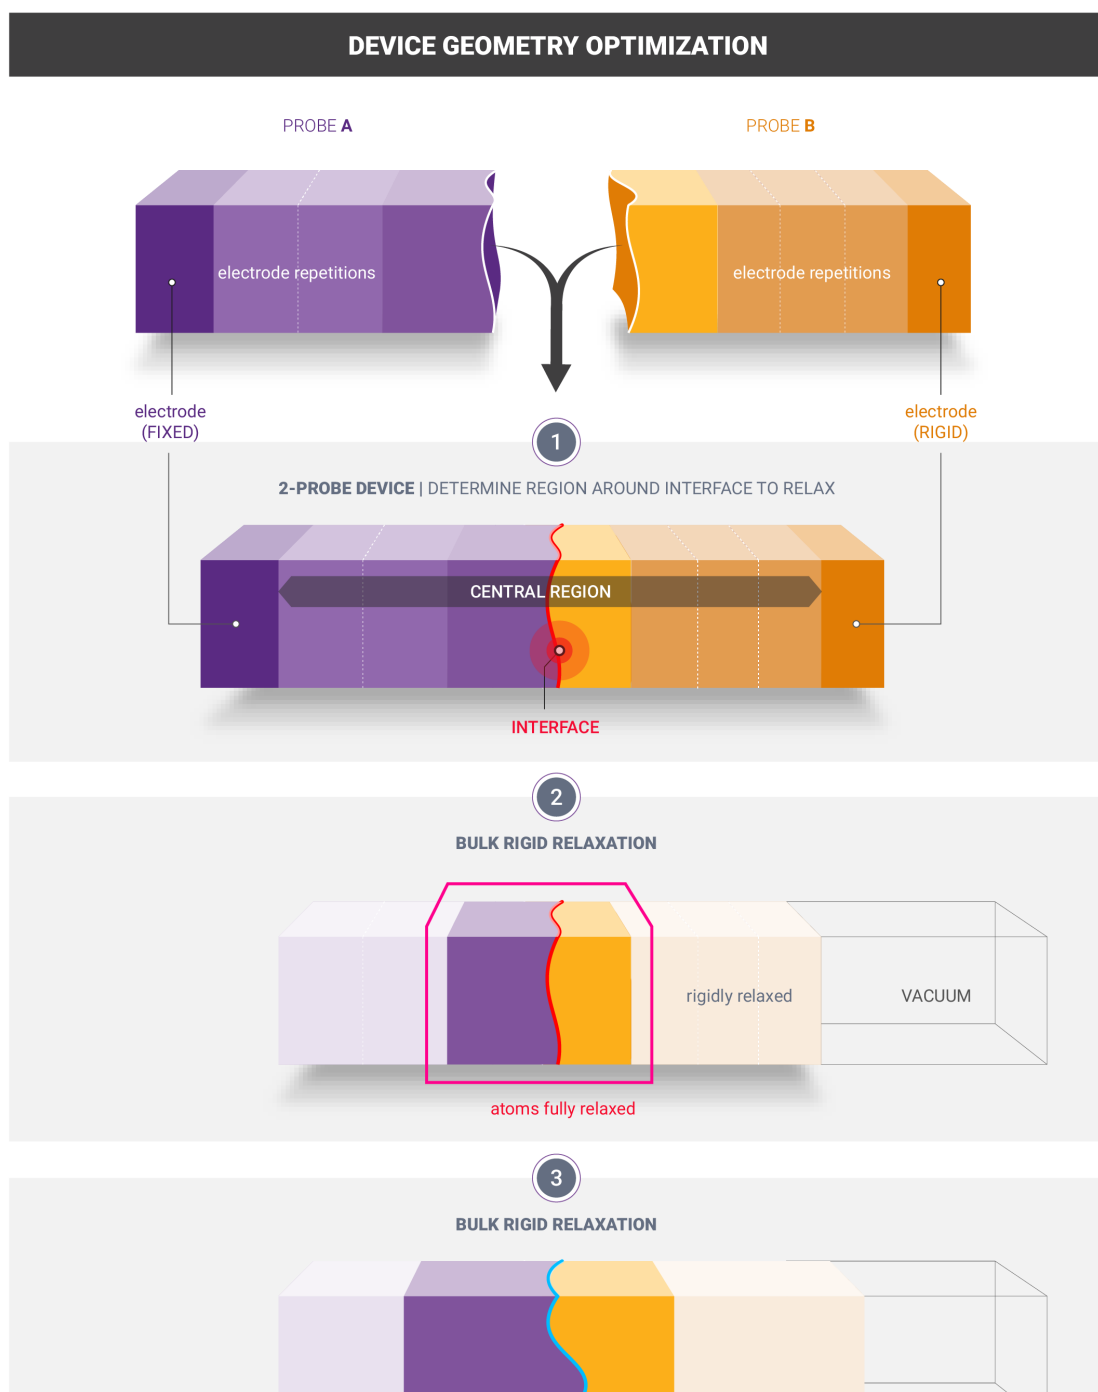 DEVICE GEOMETRY OPTIMIZATION
PROBE A
PROBE B
electrode repetitions
electrode repetitions
electrode
(FIXED)
electrode
(RIGID)
1
2-PROBE DEVICE | DETERMINE REGION AROUND INTERFACE TO RELAX
CENTRAL REGION
INTERFACE
2
BULK RIGID RELAXATION
rigidly relaxed
VACUUM
atoms fully relaxed
3
BULK RIGID RELAXATION